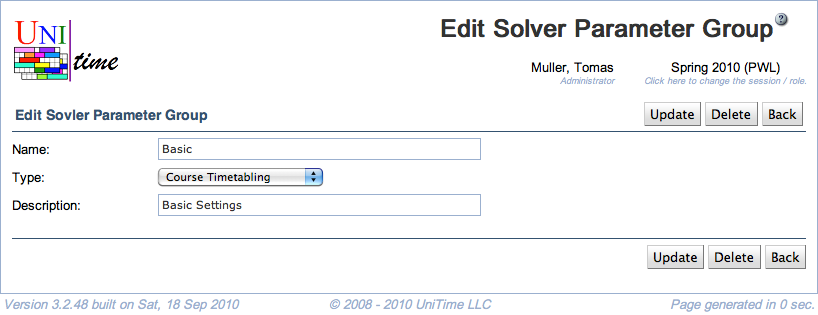 UNI
time
Edit Solver Parameter Group ?
Muller, Tomas
Administrator
Spring 2010 (PWL)
Click here to change the session / role.
Edit Sovler Parameter Group
Update Delete Back
Name: Basic
Type: Course Timetabling
Description: Basic Settings
Update Delete Back
Version 3.2.48 built on Sat, 18 Sep 2010 © 2008 - 2010 UniTime LLC Page generated in 0 sec.